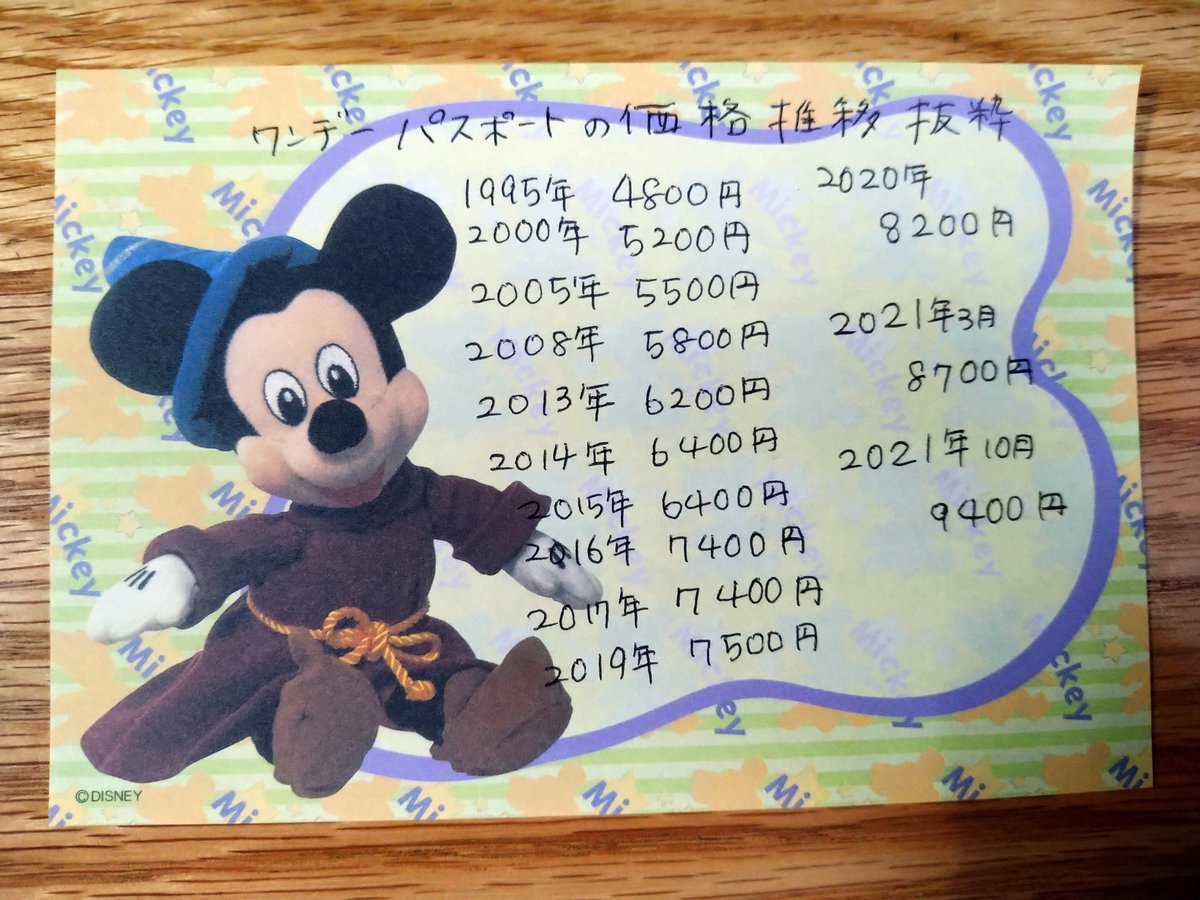 ワンデーパスポートの価格推移抜粋
1995年 4800円
2000年 5200円
2005年 5500円
2008年 5800円
2013年 6200円
2014年 6400円
2015年 6400円
2016年 7400円
2017年 7400円
2019年 7500円
2020年
8200円
2021年3月
8700円
2021年10月
9400円
©DISNEY
Mickey
Mickey
Mickey
Mickey
Mickey